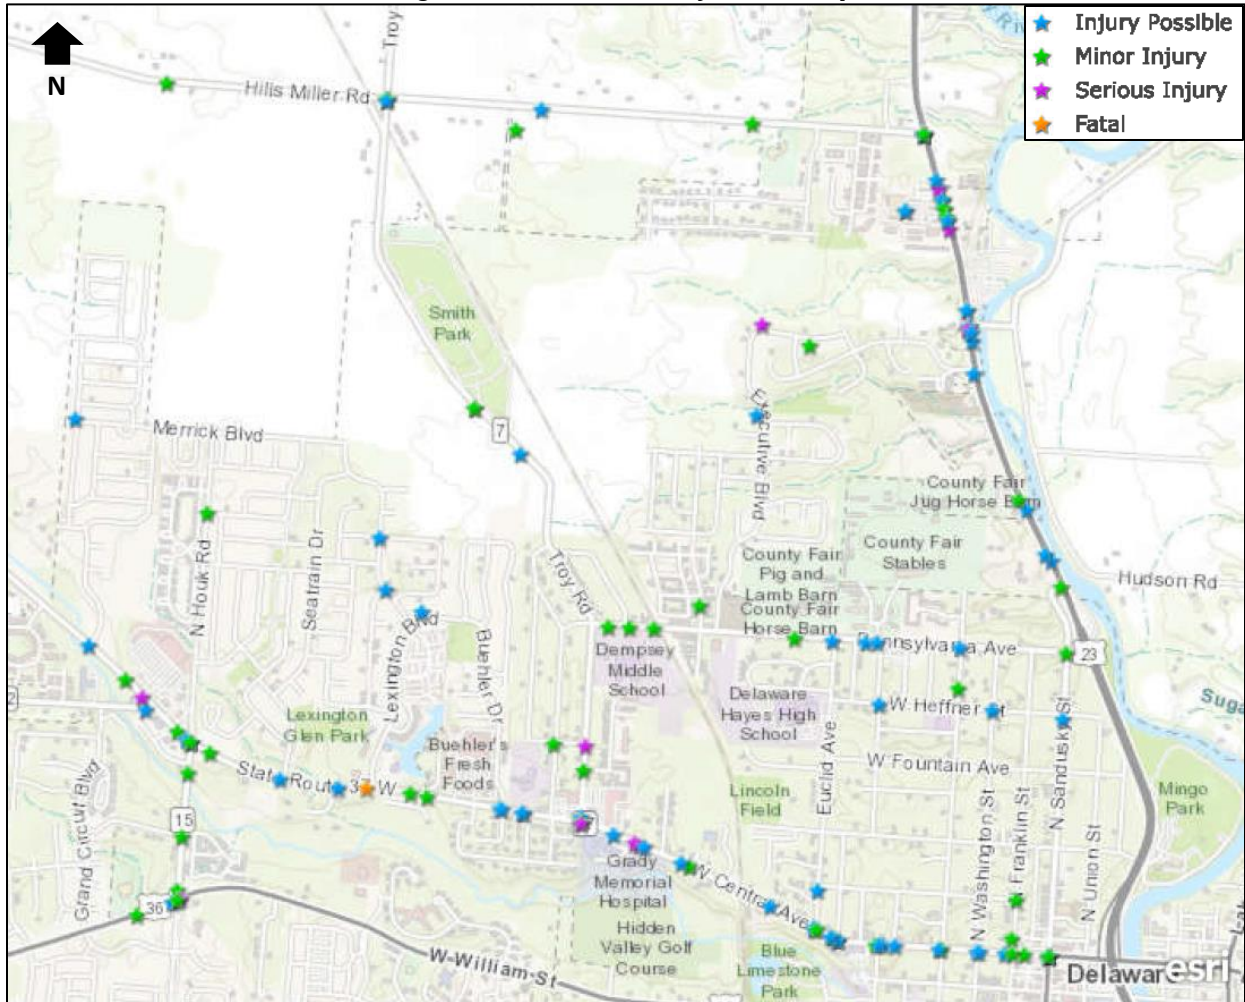 Troy
Injury Possible
Minor Injury
Serious Injury
Fatal
N
Hills Miller Rd
Smith
Park
7
Merrick Blvd
Executive Blvd
County Fair
Jug Horse Barn
County Fair
Stables
N Houk Rd
Seatrain Dr
Troy Rd
County Fair
Pig and
Lamb Barn
County Fair
Horse Barn
Hudson Rd
Lexington Blvd
Buehler Dr
Pennsylvania Ave
23
Dempsey
Middle
School
Delaware
Hayes High
School
W Heffner St
N Sandusky St
Lexington
Glen Park
Buehler's
Fresh
Foods
Euclid Ave
W Fountain Ave
State Route 37 W
Lincoln
Field
Mingo
Park
Grand Circuit Blvd
15
N Washington St
N Franklin St
N Union St
Grady
Memorial
Hospital
W Central Ave
36
Hidden
Valley Golf
Course
W William St
Blue
Limestone
Park
Delaware
esri